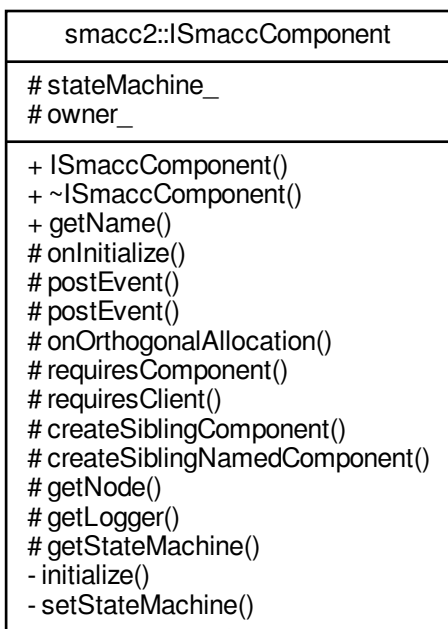 smacc2::ISmaccComponent
# stateMachine_
# owner_
+ ISmaccComponent()
+ ~ISmaccComponent()
+ getName()
# onInitialize()
# postEvent()
# postEvent()
# onOrthogonalAllocation()
# requiresComponent()
# requiresClient()
# createSiblingComponent()
# createSiblingNamedComponent()
# getNode()
# getLogger()
# getStateMachine()
- initialize()
- setStateMachine()